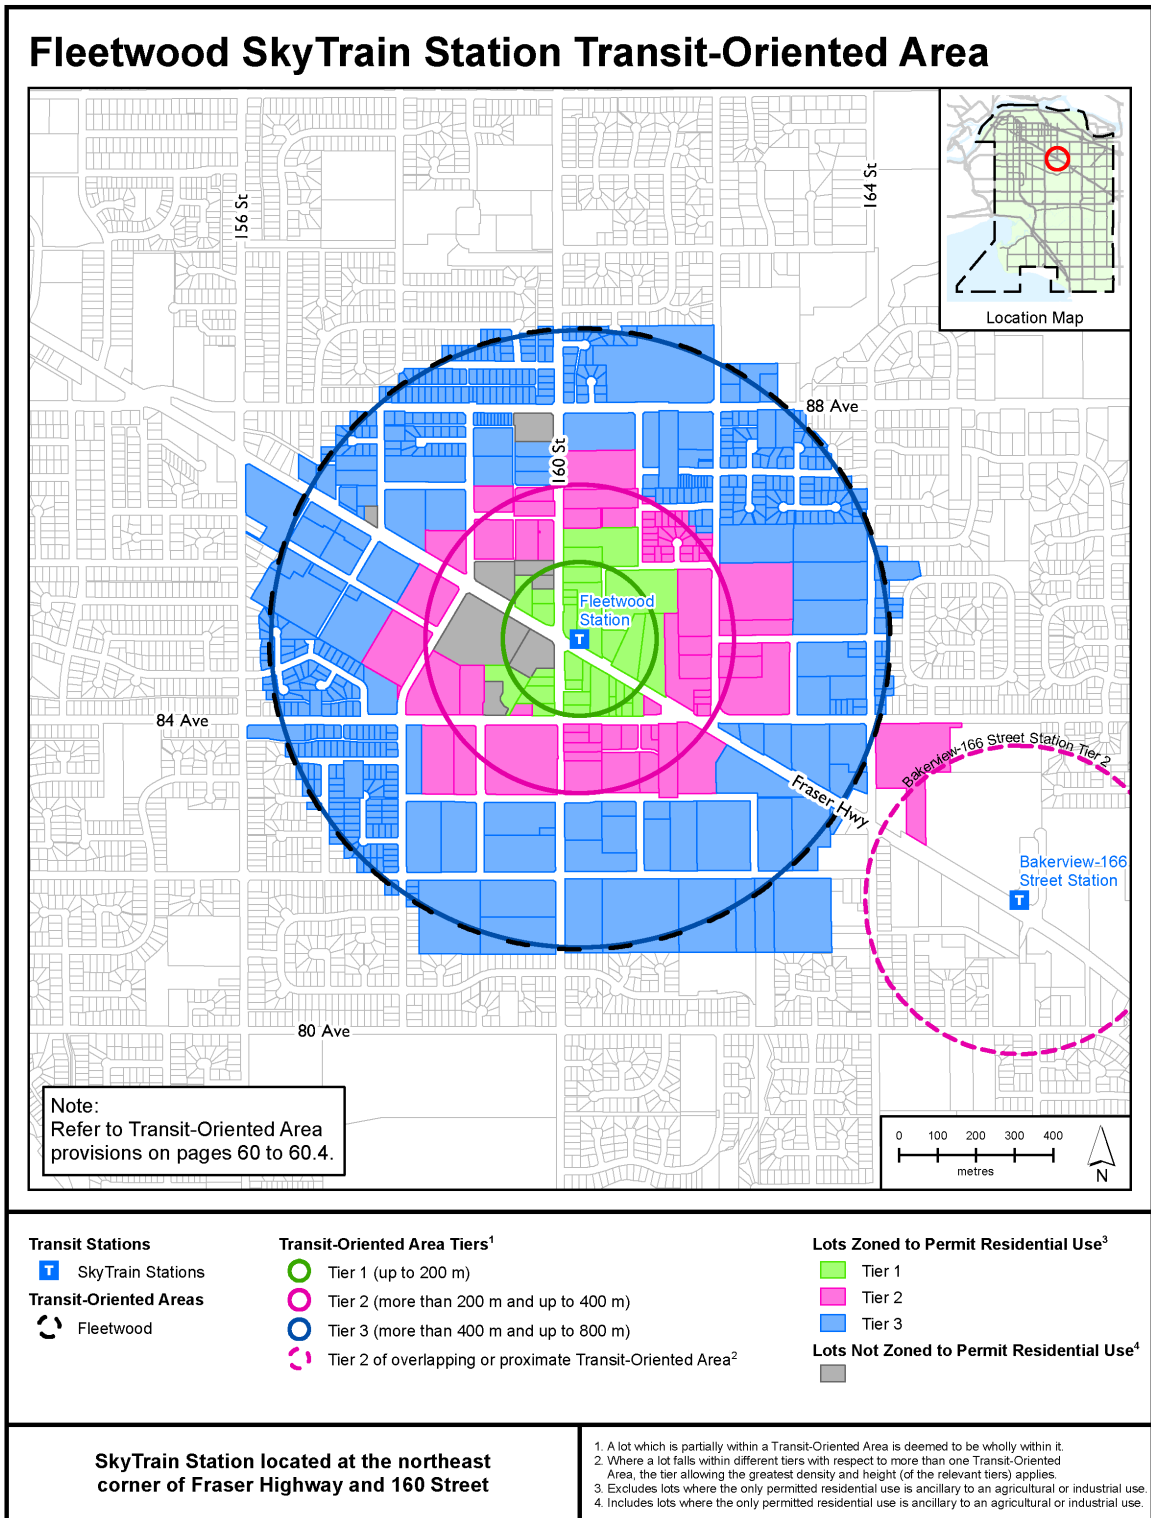 Fleetwood SkyTrain Station Transit-Oriented Area
156 St
164 St
Location Map
88 Ave
160 St
Fleetwood
Station
T
84 Ave
Bakerview-166 Street Station Tier 2
Fraser Hwy
Bakerview-166
Street Station
T
80 Ave
Note:
Refer to Transit-Oriented Area
provisions on pages 60 to 60.4.
0 100 200 300 400
metres
N
Transit Stations
T SkyTrain Stations
Transit-Oriented Areas
Fleetwood
Transit-Oriented Area Tiers¹
Tier 1 (up to 200 m)
Tier 2 (more than 200 m and up to 400 m)
Tier 3 (more than 400 m and up to 800 m)
Tier 2 of overlapping or proximate Transit-Oriented Area²
Lots Zoned to Permit Residential Use³
Tier 1
Tier 2
Tier 3
Lots Not Zoned to Permit Residential Use⁴
SkyTrain Station located at the northeast
corner of Fraser Highway and 160 Street
1. A lot which is partially within a Transit-Oriented Area is deemed to be wholly within it.
2. Where a lot falls within different tiers with respect to more than one Transit-Oriented
Area, the tier allowing the greatest density and height (of the relevant tiers) applies.
3. Excludes lots where the only permitted residential use is ancillary to an agricultural or industrial use.
4. Includes lots where the only permitted residential use is ancillary to an agricultural or industrial use.